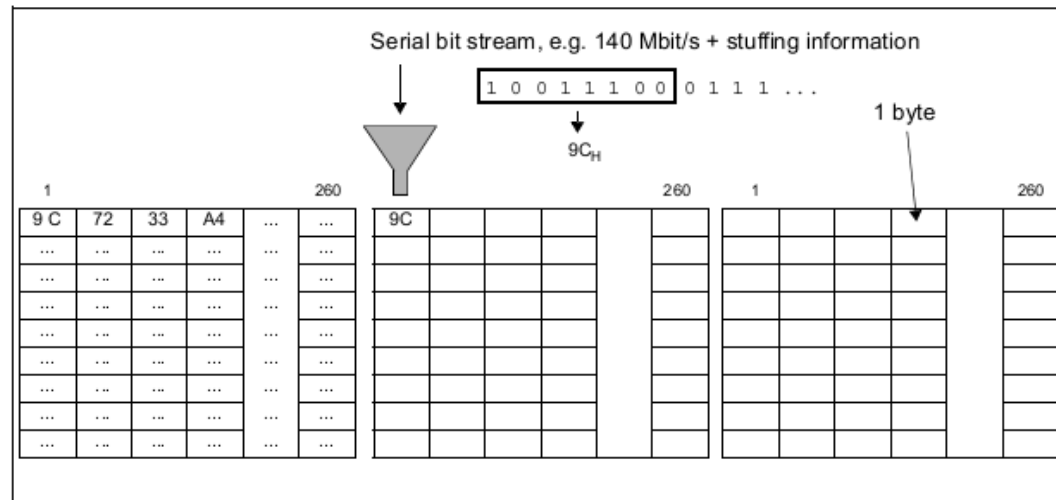 Serial bit stream, e.g. 140 Mbit/s + stuffing information
1 0 0 1 1 1 0 0 0 1 1 1 ...
1 byte
9CH
1 260 260 1 260
9 C 72 33 A4 ... ... 9C
... ... ... ... ... ...
... ... ... ... ... ...
... ... ... ... ... ...
... ... ... ... ... ...
... ... ... ... ... ...
... ... ... ... ... ...
... ... ... ... ... ...
... ... ... ... ... ...